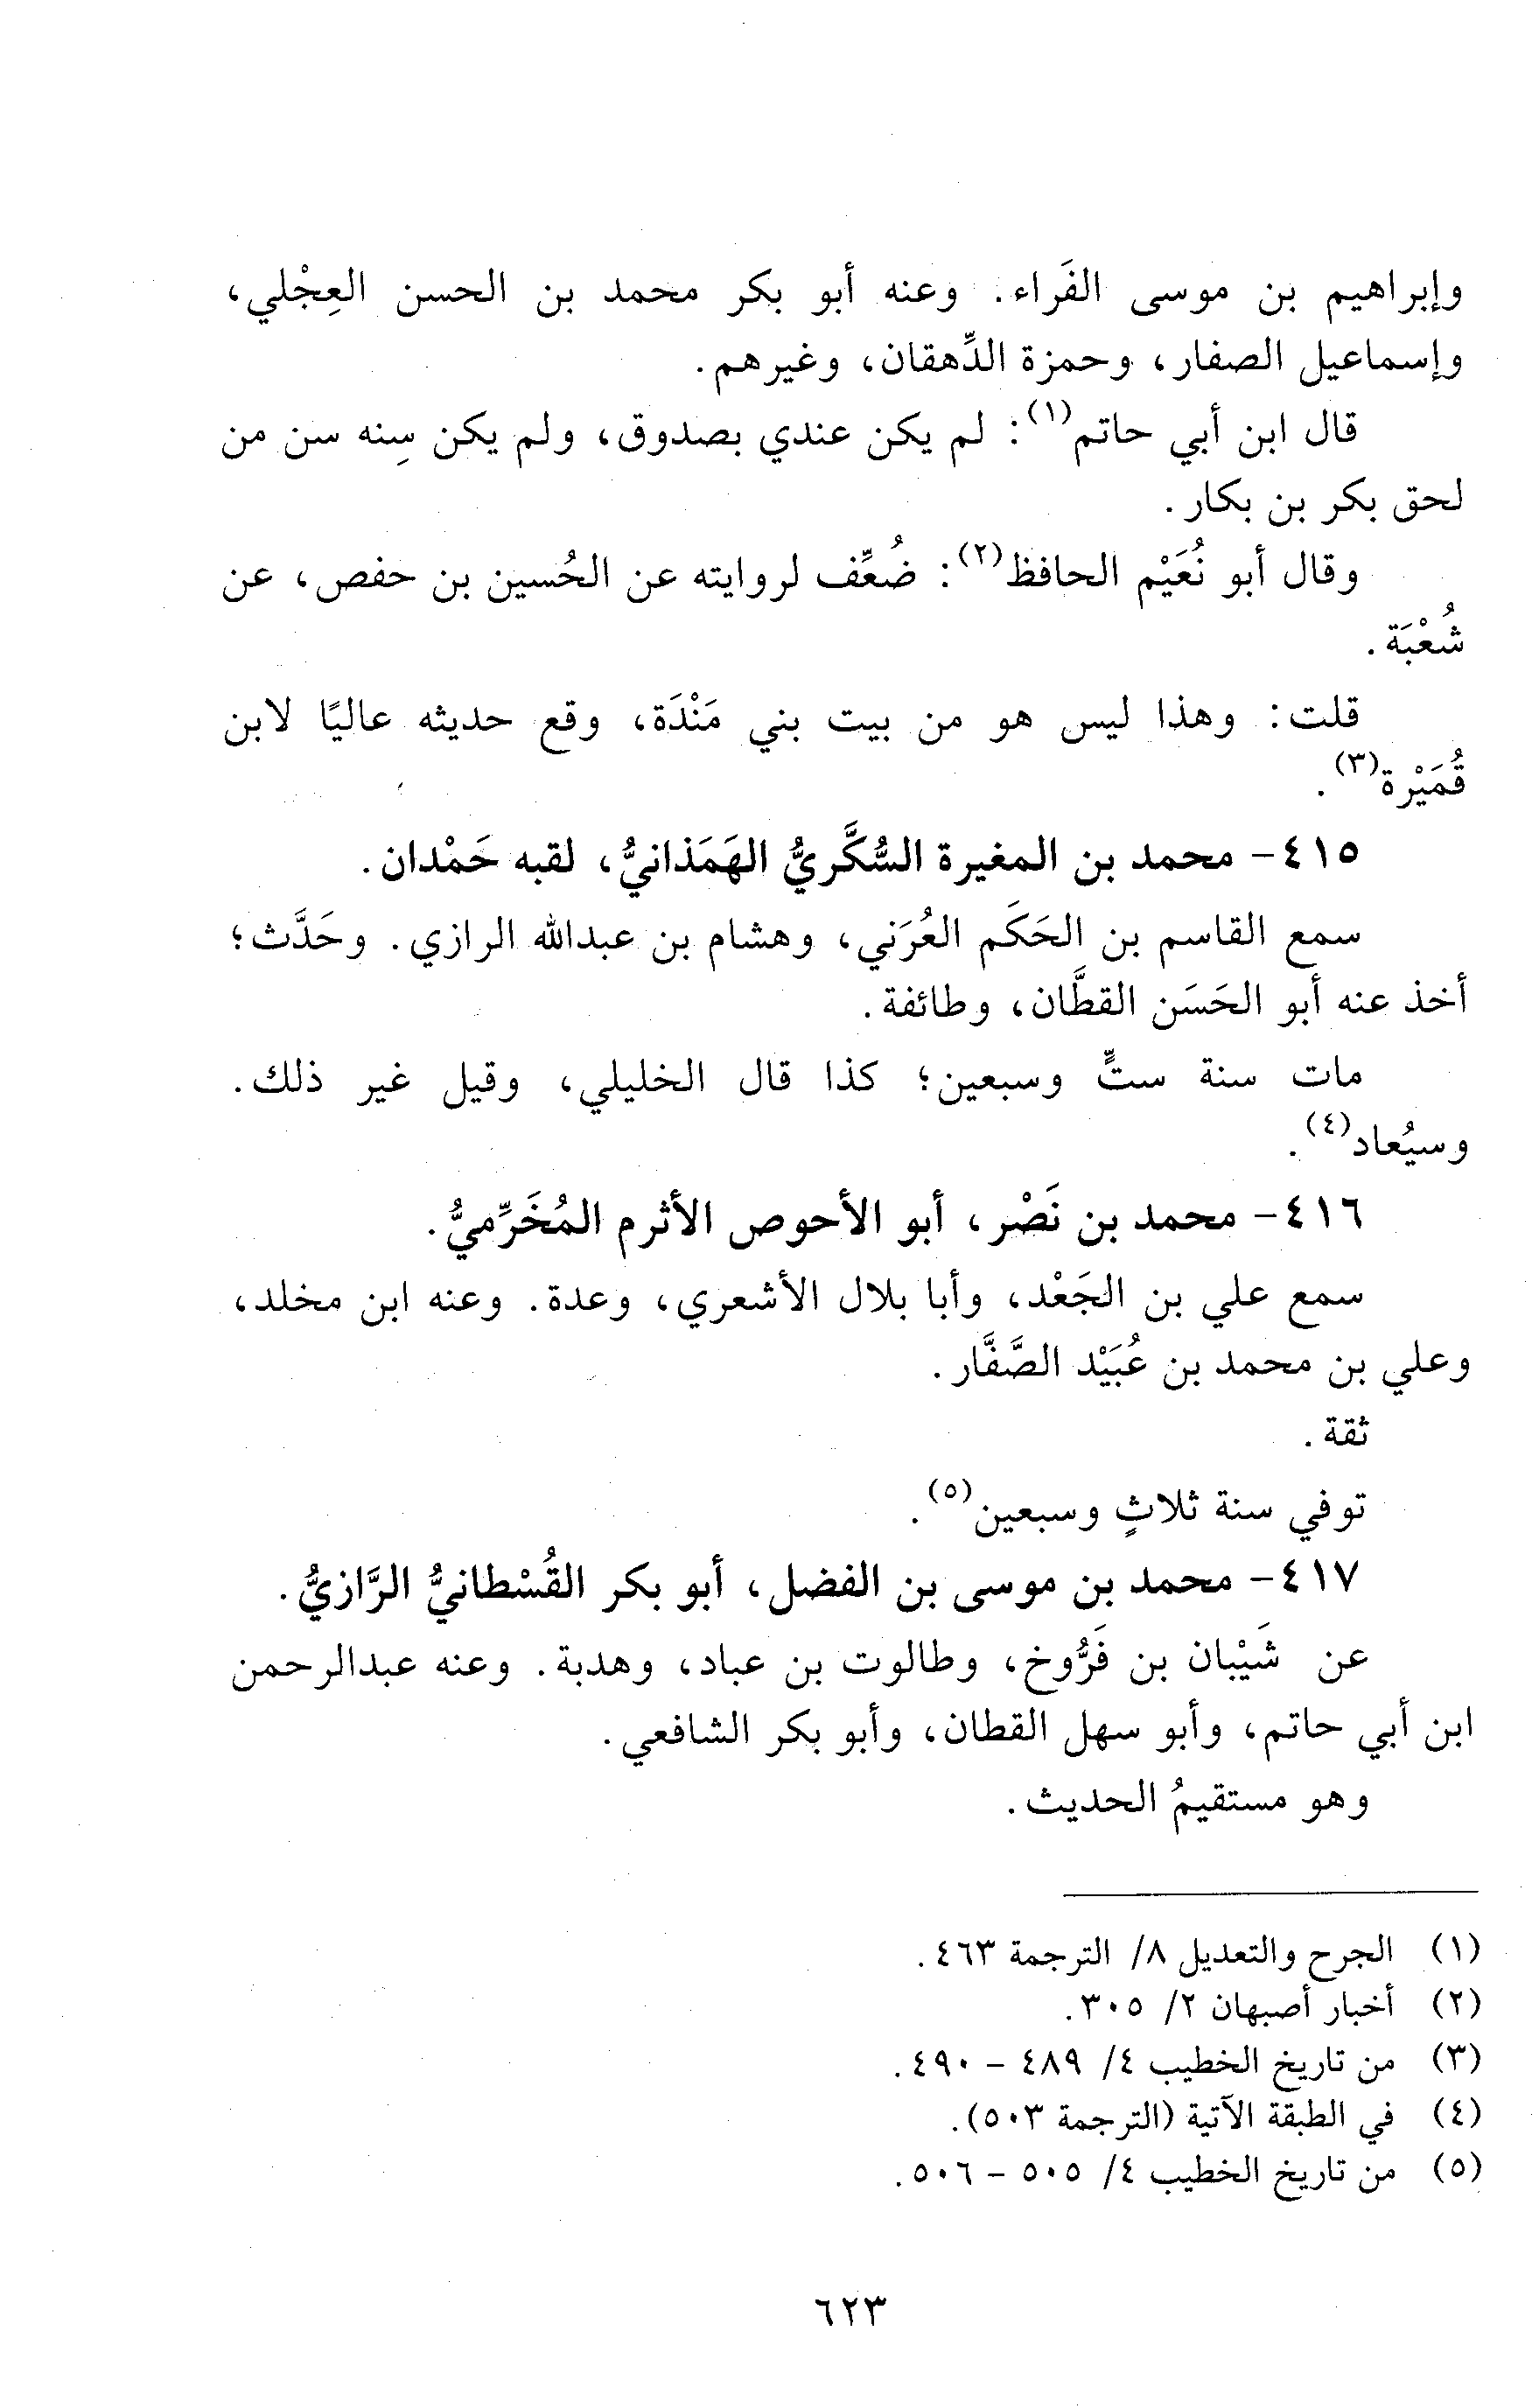 وإبراهيم بن موسى الفَراء. وعنه أبو بكر محمد بن الحسن العِجْلي،
وإسماعيل الصفار، وحمزة الدِّهقان، وغيرهم.
قال ابن أبي حاتم(١): لم يكن عندي بصدوق، ولم يكن سِنه سن من
لحق بكر بن بكار.
وقال أبو نُعَيْم الحافظ(٢): ضُعِّف لروايته عن الحُسين بن حفص، عن
شُعْبَة.
قلت: وهذا ليس هو من بيت بني مَنْدَة، وقع حديثه عاليًا لابن
قُمَيْرة(٣).
٤١٥- محمد بن المغيرة السُّكَّريُّ الهَمَذانيُّ، لقبه حَمْدان.
سمع القاسم بن الحَكَم العُرَني، وهشام بن عبدالله الرازي. وحَدَّث؛
أخذ عنه أبو الحَسَن القطَّان، وطائفة.
مات سنة ستٍّ وسبعين؛ كذا قال الخليلي، وقيل غير ذلك.
وسيُعاد(٤).
٤١٦- محمد بن نَصْر، أبو الأحوص الأثرم المُخَرِّميُّ.
سمع علي بن الجَعْد، وأبا بلال الأشعري، وعدة. وعنه ابن مخلد،
وعلي بن محمد بن عُبَيْد الصَّفَّار.
ثقة.
توفي سنة ثلاثٍ وسبعين(٥).
٤١٧- محمد بن موسى بن الفضل، أبو بكر القُسْطانيُّ الرَّازيُّ.
عن شَيْبان بن فَرُّوخ، وطالوت بن عباد، وهدبة. وعنه عبدالرحمن
ابن أبي حاتم، وأبو سهل القطان، وأبو بكر الشافعي.
وهو مستقيمُ الحديث.
(١) الجرح والتعديل ٨/ الترجمة ٤٦٣.
(٢) أخبار أصبهان ٢/ ٣٠٥.
(٣) من تاريخ الخطيب ٤/ ٤٨٩ - ٤٩٠.
(٤) في الطبقة الآتية (الترجمة ٥٠٣).
(٥) من تاريخ الخطيب ٤/ ٥٠٥ - ٥٠٦.
٦٢٣